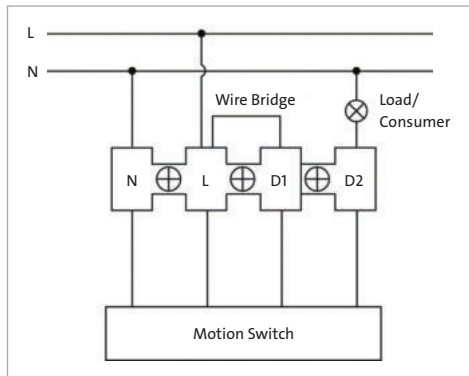 L
N
Wire Bridge
Load/
Consumer
N L D1 D2
Motion Switch